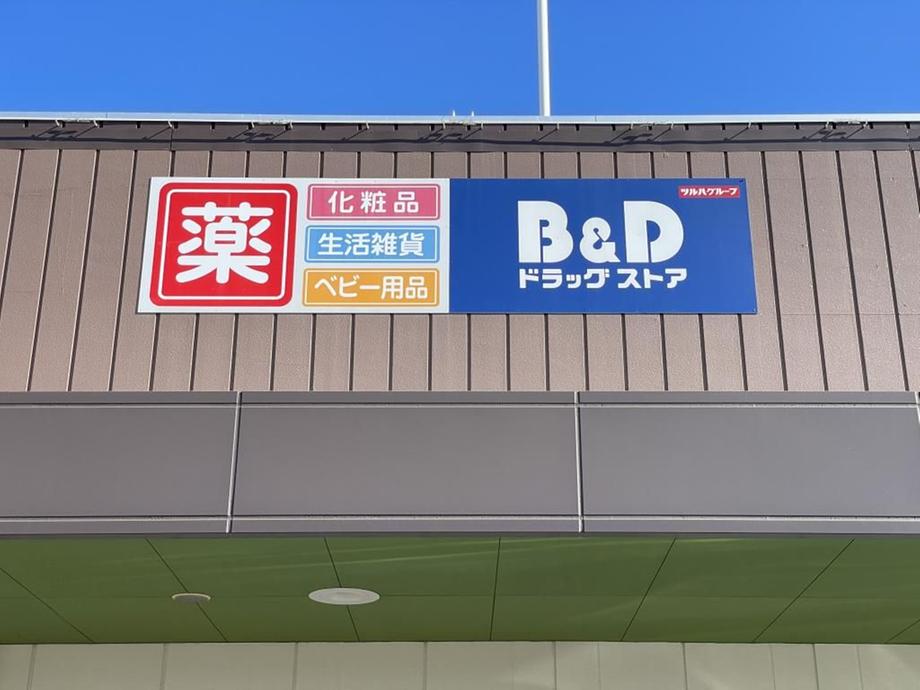 薬
化粧品
生活雑貨
ベビー用品
ツルハグループ
B&D
ドラッグストア